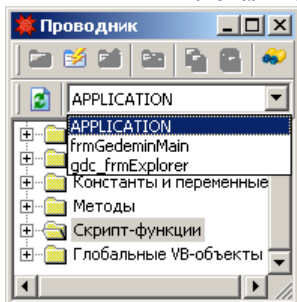 Проводник
APPLICATION
APPLICATION
frmGedeminMain
gdc_frmExplorer
Константы и переменные
Методы
Скрипт-функции
Глобальные VB-объекты